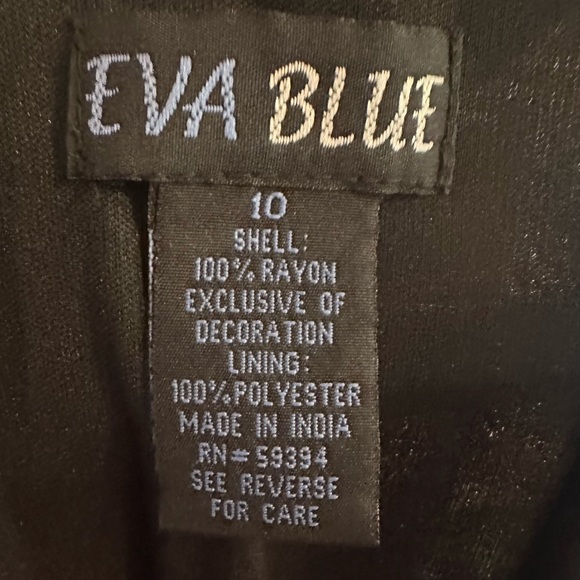 EVA BLUE
10
SHELL:
100% RAYON
EXCLUSIVE OF
DECORATION
LINING:
100% POLYESTER
MADE IN INDIA
RN# 59394
SEE REVERSE
FOR CARE